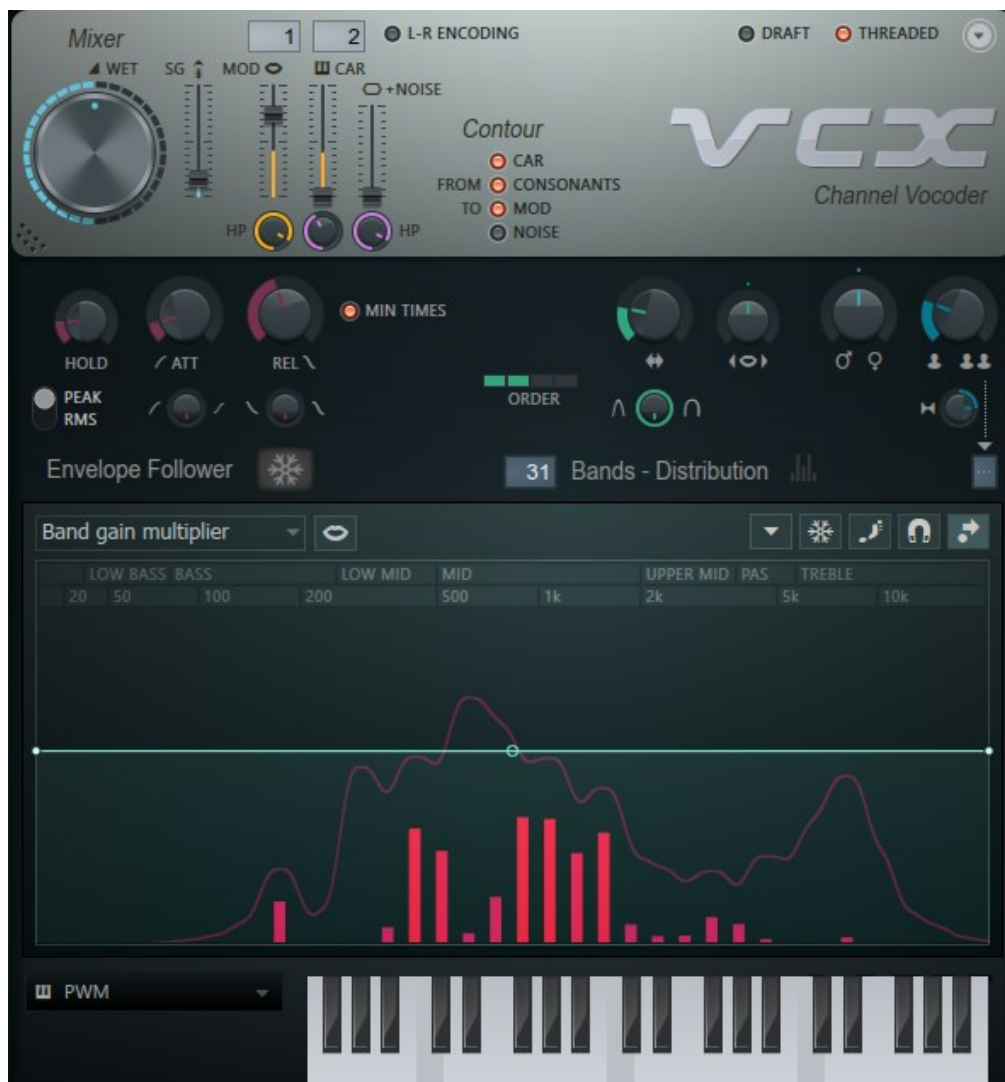 Mixer 1 2 L-R ENCODING DRAFT THREADED
WET SG MOD CAR
+NOISE
Contour
VCX
CAR
FROM CONSONANTS
TO MOD
NOISE
Channel Vocoder
HP HP
MIN TIMES
HOLD ATT REL
PEAK
RMS
ORDER
Envelope Follower
31 Bands - Distribution
Band gain multiplier
LOW BASS BASS LOW MID MID UPPER MID PAS TREBLE
20 50 100 200 500 1k 2k 5k 10k
PWM